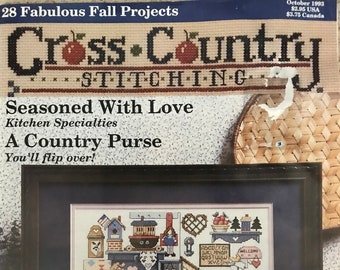 28 Fabulous Fall Projects
October 1993
$2.95 USA
$3.75 Canada
Cross·Country
STITCHING
Seasoned With Love
Kitchen Specialties
A Country Purse
You'll flip over!
WELCOME